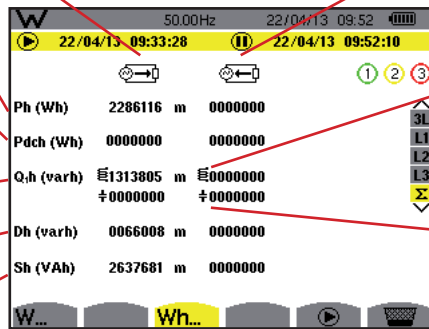 W 50.00Hz 22/04/13 09:52
22/04/13 09:33:28 22/04/13 09:52:10
1 2 3
Ph (Wh) 2286116 m 0000000
3L
Pdch (Wh) 0000000 0000000
L1
L2
Q₁h (varh) 1313805 m 0000000
L3
÷0000000 ÷0000000
Σ
Dh (varh) 0066008 m 0000000
Sh (VAh) 2637681 m 0000000
W... Wh...